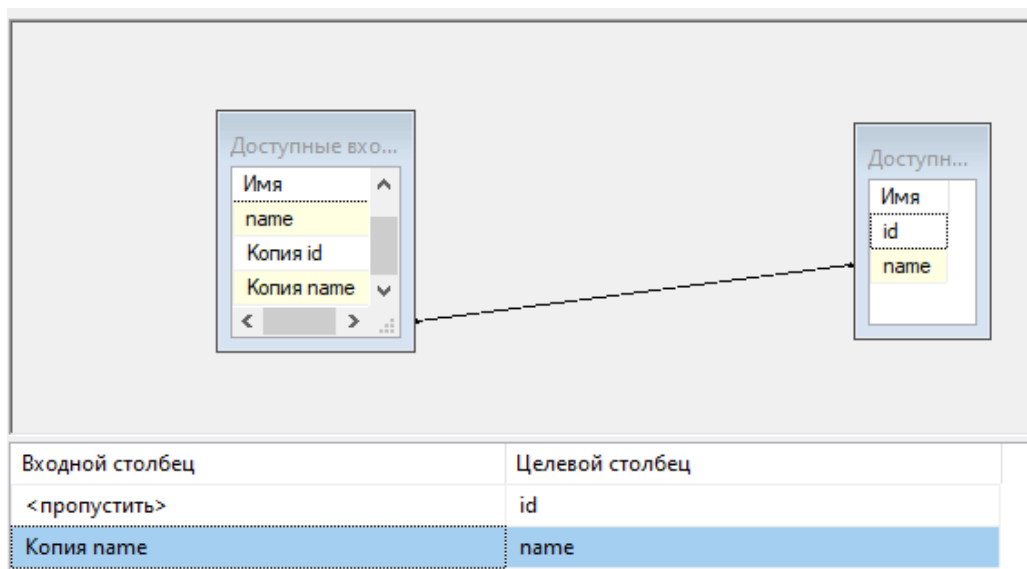 Доступные вхо...
Имя
name
Копия id
Копия name
Доступн...
Имя
id
name
Входной столбец Целевой столбец
<пропустить> id
Копия name name